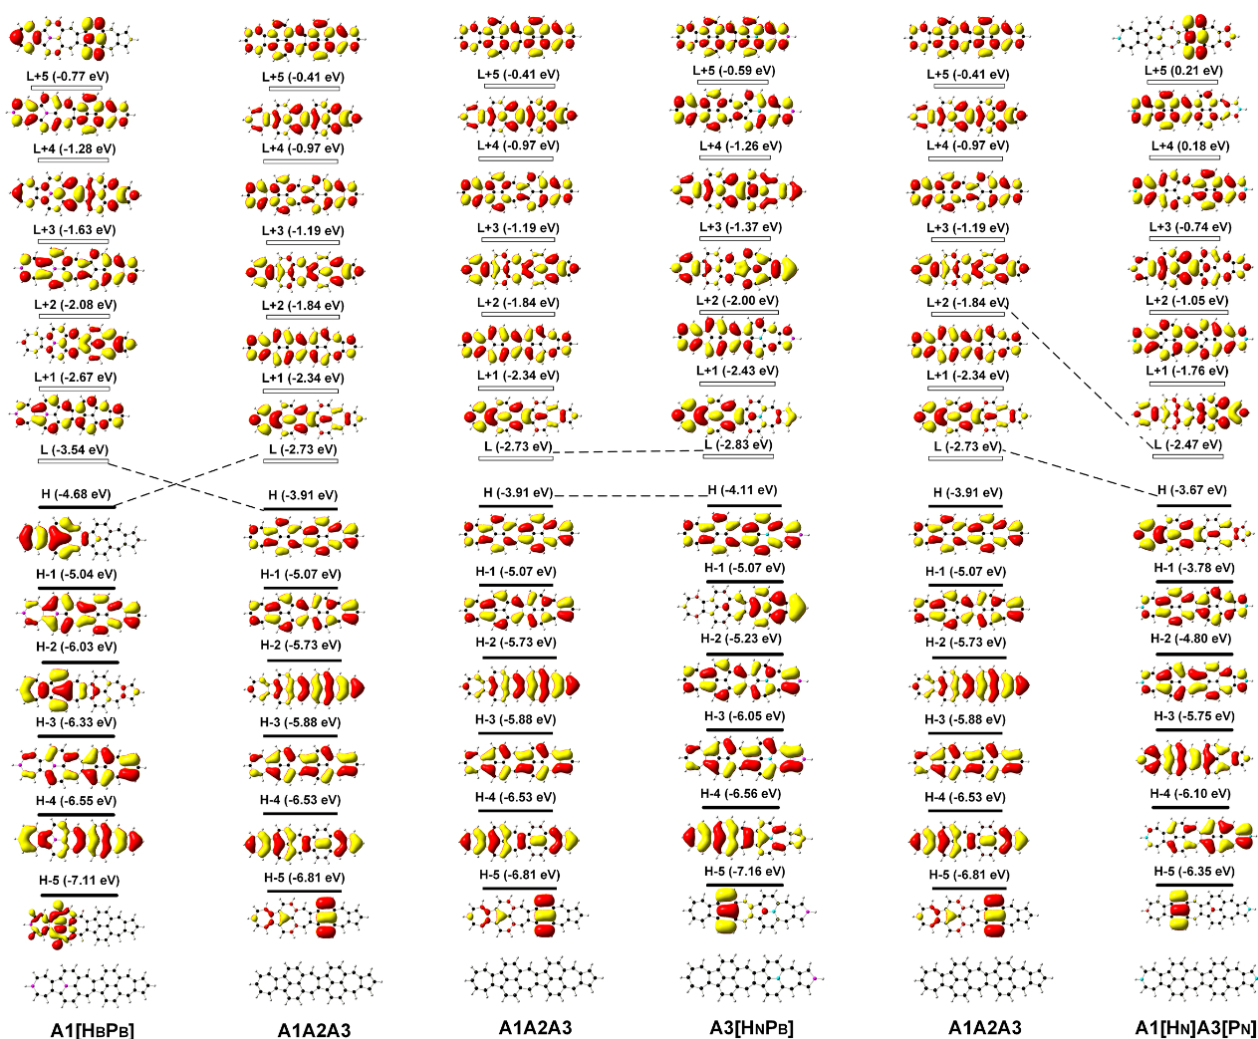 L+5 (-0.77 eV) L+5 (-0.41 eV) L+5 (-0.41 eV) L+5 (-0.59 eV) L+5 (-0.41 eV) L+5 (0.21 eV)
L+4 (-1.28 eV) L+4 (-0.97 eV) L+4 (-0.97 eV) L+4 (-1.26 eV) L+4 (-0.97 eV) L+4 (0.18 eV)
L+3 (-1.63 eV) L+3 (-1.19 eV) L+3 (-1.19 eV) L+3 (-1.37 eV) L+3 (-1.19 eV) L+3 (-0.74 eV)
L+2 (-2.08 eV) L+2 (-1.84 eV) L+2 (-1.84 eV) L+2 (-2.00 eV) L+2 (-1.84 eV) L+2 (-1.05 eV)
L+1 (-2.67 eV) L+1 (-2.34 eV) L+1 (-2.34 eV) L+1 (-2.43 eV) L+1 (-2.34 eV) L+1 (-1.76 eV)
L (-3.54 eV) L (-2.73 eV) L (-2.73 eV) L (-2.83 eV) L (-2.73 eV) L (-2.47 eV)
H (-4.68 eV) H (-3.91 eV) H (-3.91 eV) H (-4.11 eV) H (-3.91 eV) H (-3.67 eV)
H-1 (-5.04 eV) H-1 (-5.07 eV) H-1 (-5.07 eV) H-1 (-5.07 eV) H-1 (-5.07 eV) H-1 (-3.78 eV)
H-2 (-6.03 eV) H-2 (-5.73 eV) H-2 (-5.73 eV) H-2 (-5.23 eV) H-2 (-5.73 eV) H-2 (-4.80 eV)
H-3 (-6.33 eV) H-3 (-5.88 eV) H-3 (-5.88 eV) H-3 (-6.05 eV) H-3 (-5.88 eV) H-3 (-5.75 eV)
H-4 (-6.55 eV) H-4 (-6.53 eV) H-4 (-6.53 eV) H-4 (-6.56 eV) H-4 (-6.53 eV) H-4 (-6.10 eV)
H-5 (-7.11 eV) H-5 (-6.81 eV) H-5 (-6.81 eV) H-5 (-7.16 eV) H-5 (-6.81 eV) H-5 (-6.35 eV)
A1[HBPB] A1A2A3 A1A2A3 A3[HNPB] A1A2A3 A1[HN]A3[PN]